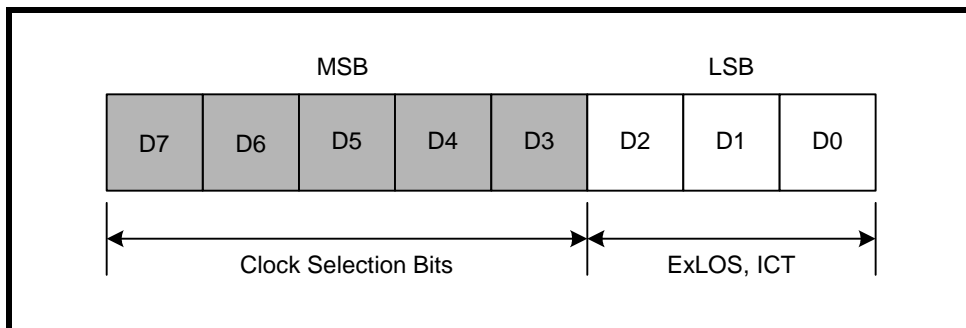 MSB LSB
D7 D6 D5 D4 D3 D2 D1 D0
Clock Selection Bits ExLOS, ICT